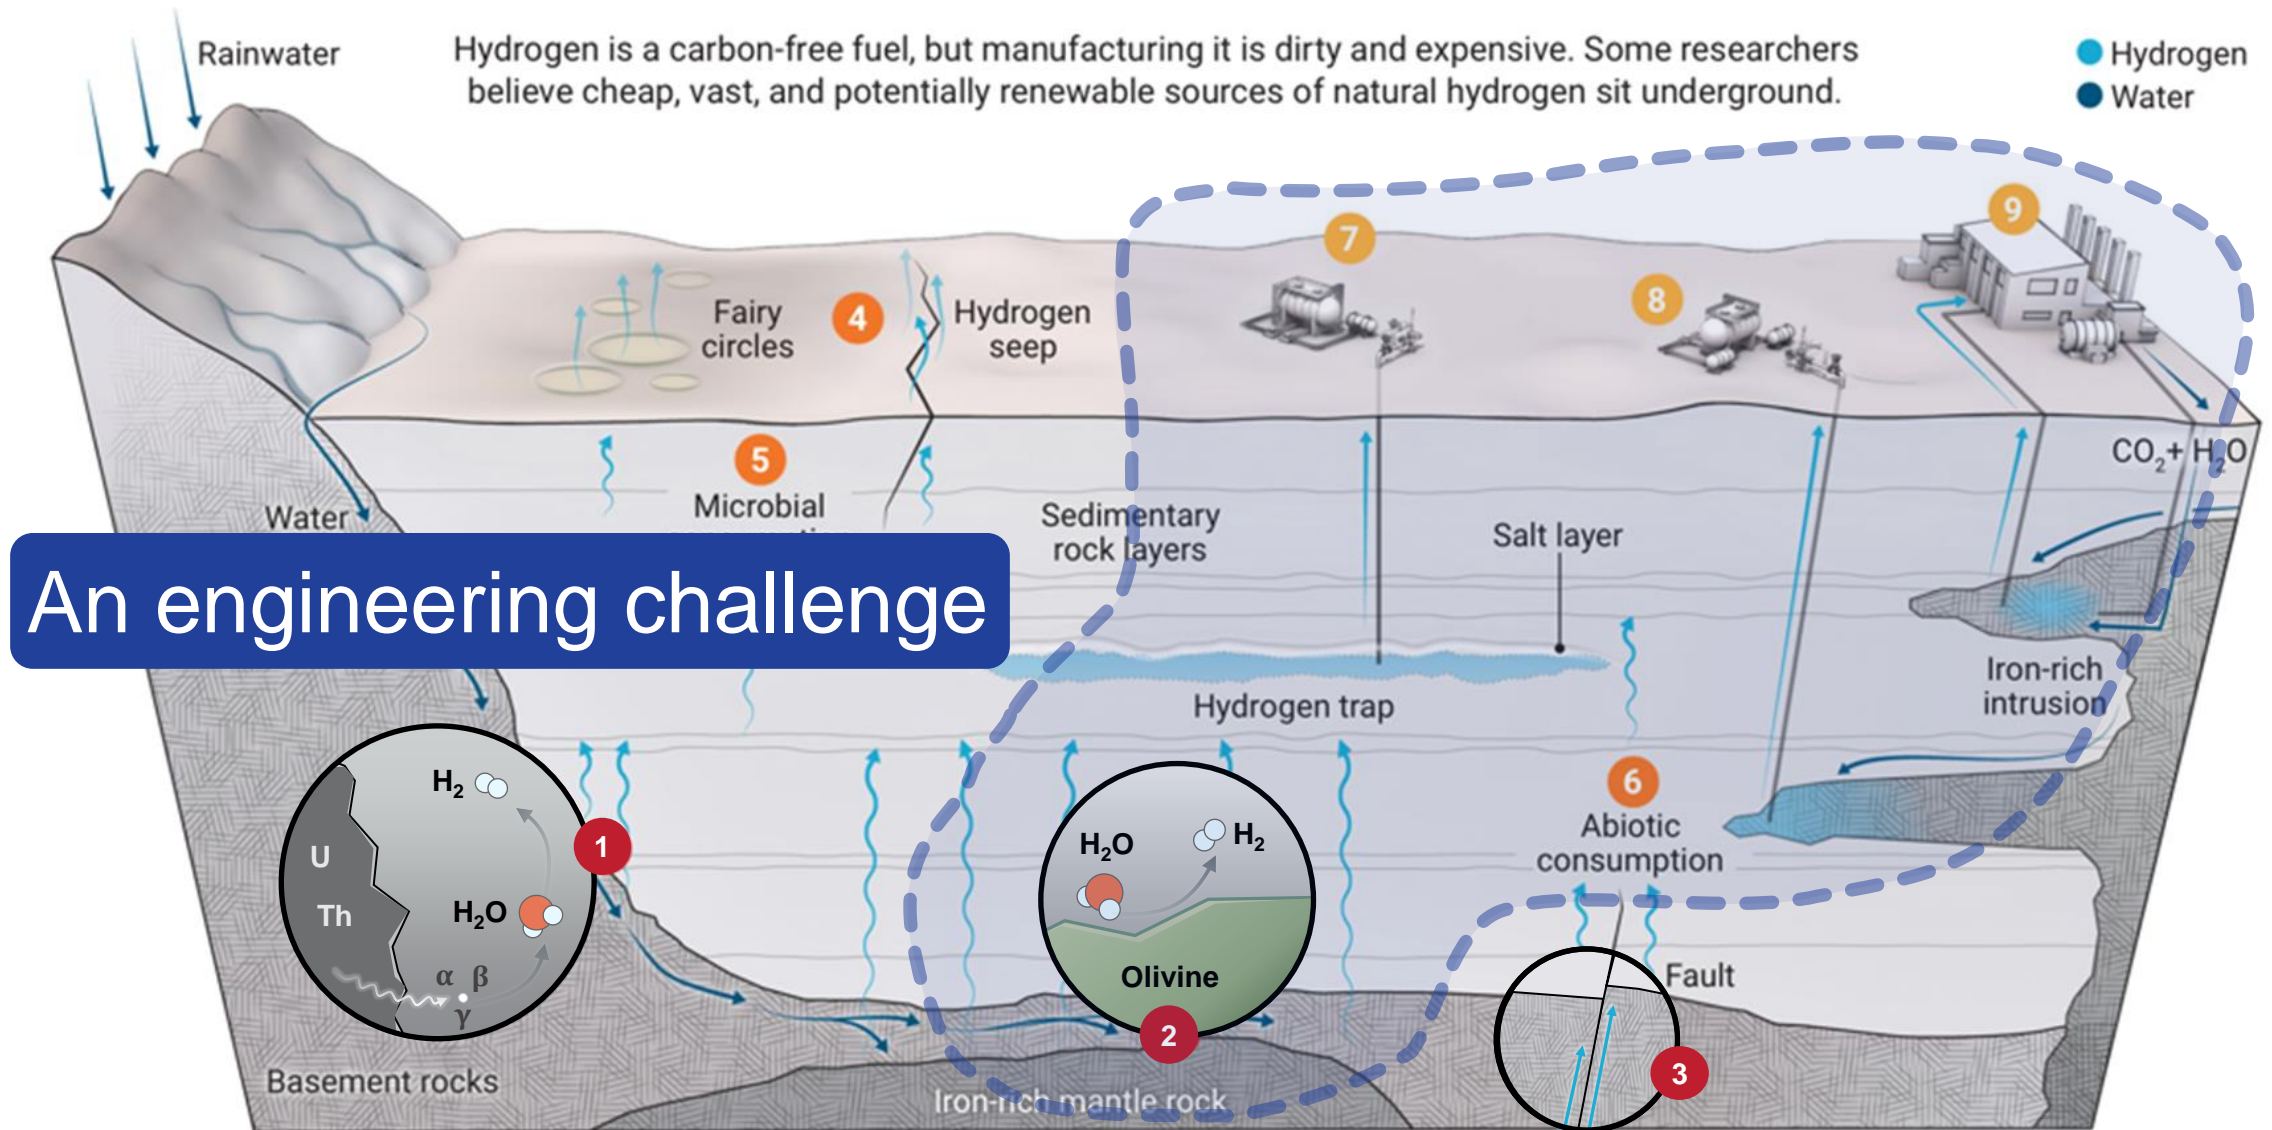 Rainwater
Hydrogen is a carbon-free fuel, but manufacturing it is dirty and expensive. Some researchers
believe cheap, vast, and potentially renewable sources of natural hydrogen sit underground.
Hydrogen
Water
9
7
8
Fairy
circles
4
Hydrogen
seep
5
Microbial
CO₂+ H₂O
Water
Sedimentary
rock layers
Salt layer
An engineering challenge
Iron-rich
intrusion
Hydrogen trap
6
Abiotic
consumption
H₂
1
U
Th
H₂O
α β
γ
H₂O
H₂
Olivine
2
Fault
3
Basement rocks
Iron-rich mantle rock